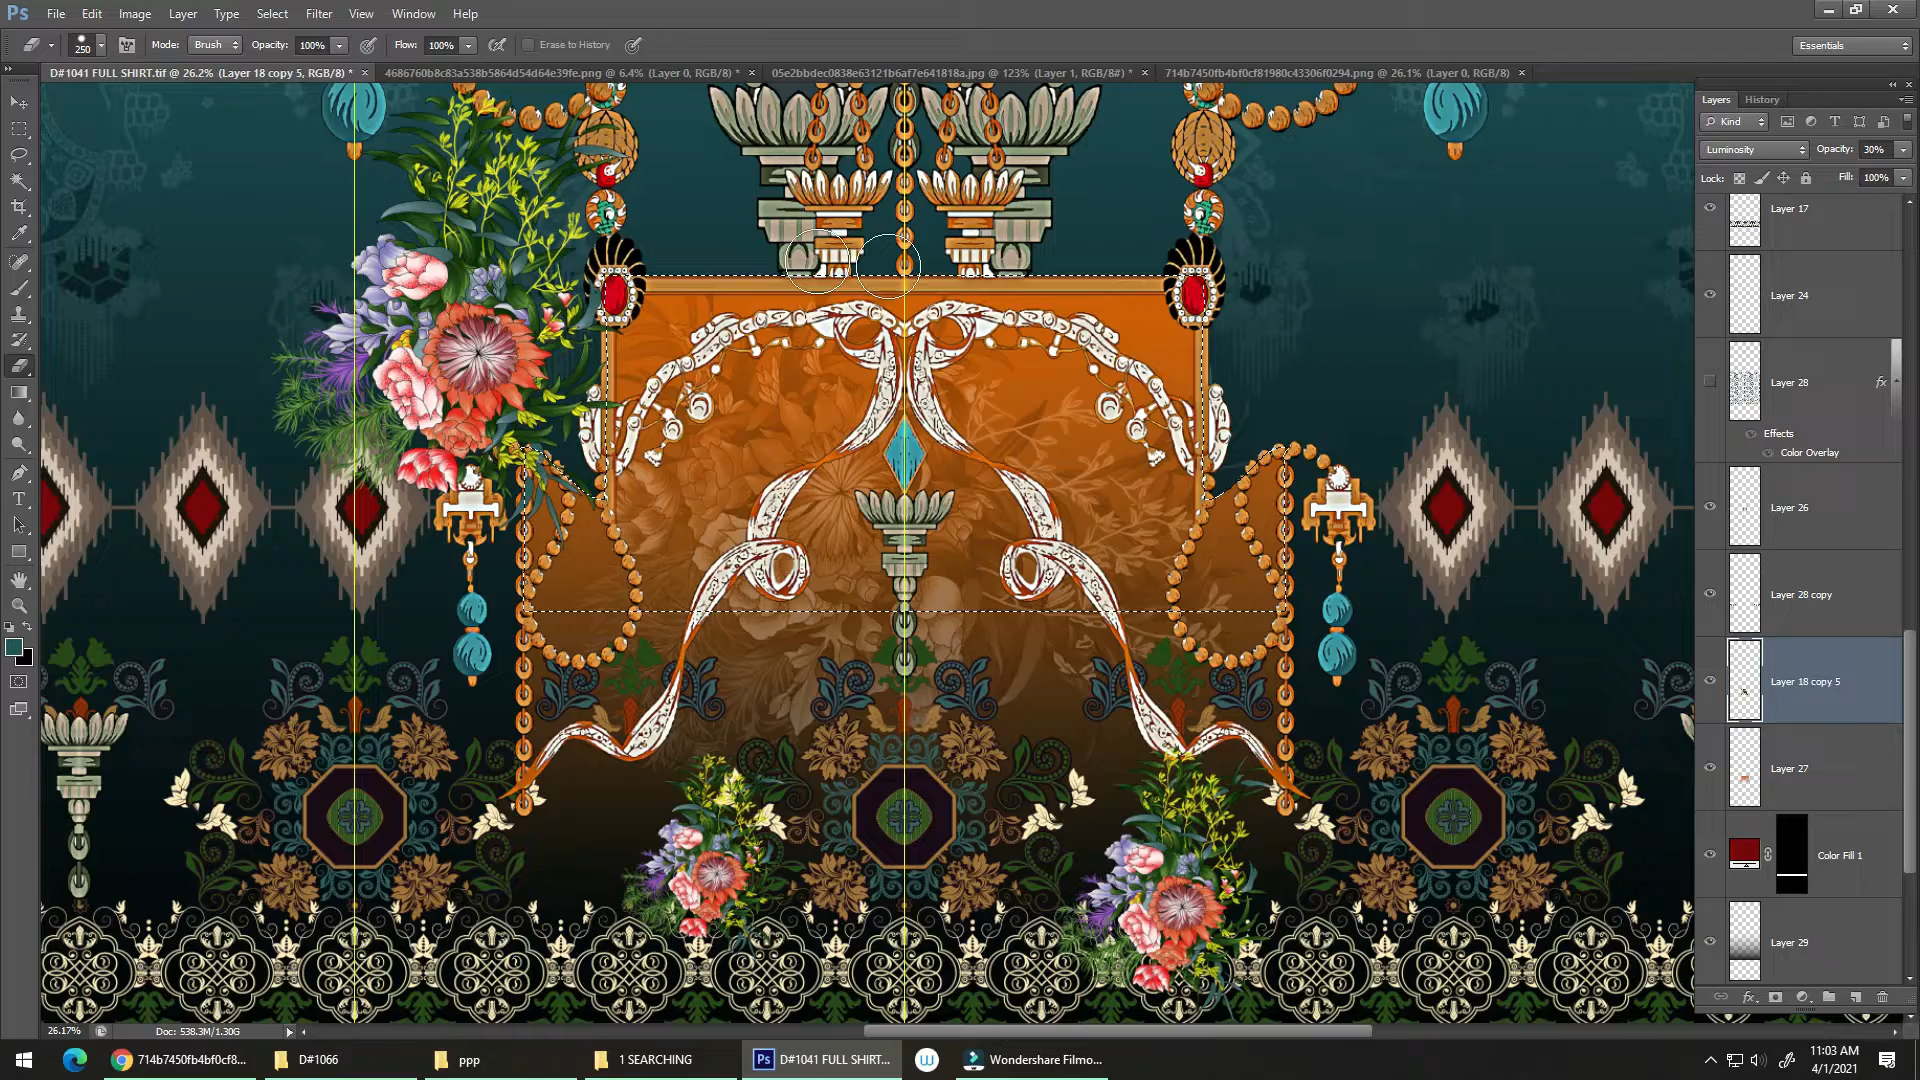 Ps File Edit Image Layer Type Select Filter View Window Help
250 Mode: Brush Opacity: 100% Flow: 100% Erase to History Essentials
D#1041 FULL SHIRT.tif @ 26.2% (Layer 18 copy 5, RGB/8) * × 4686760b8c83a538b5864d54d64e39fe.png @ 6.4% (Layer 0, RGB/8) * × 05e2bbdec0838e63121b6af7e641818a.jpg @ 123% (Layer 1, RGB/8#) * × 714b7450fb4bf0cf81980c43306f0294.png @ 26.1% (Layer 0, RGB/8) ×
Layers History
Kind
Luminosity Opacity: 30%
Lock: Fill: 100%
Layer 17
Layer 24
Layer 28 fx
Effects
Color Overlay
Layer 26
Layer 28 copy
Layer 18 copy 5
Layer 27
Color Fill 1
Layer 29
26.17% Doc: 538.3M/1.30G
714b7450fb4bf0cf8... D#1066 ppp 1 SEARCHING Ps D#1041 FULL SHIRT... Wondershare Filmo...
11:03 AM
4/1/2021